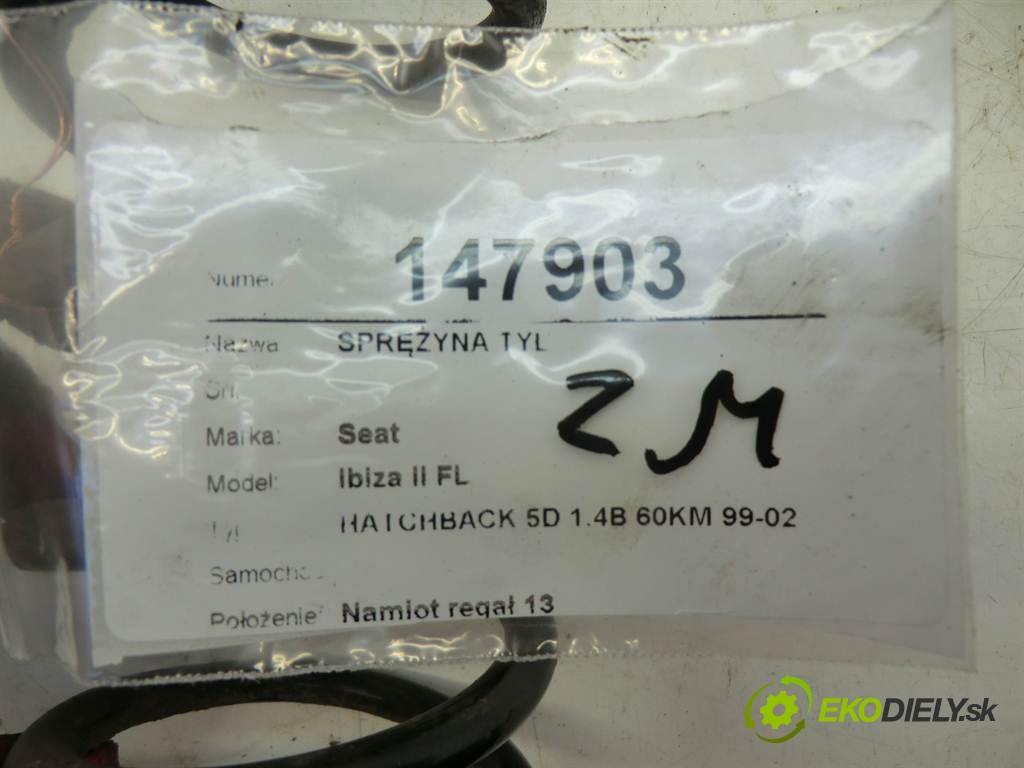 Numer 147903
Nazwa SPRĘŻYNA TYŁ
Marka: Seat
Model: Ibiza II FL
HATCHBACK 5D 1.4B 60KM 99-02
Położenie: Namiot regał 13
ZM
EKODIELY.sk